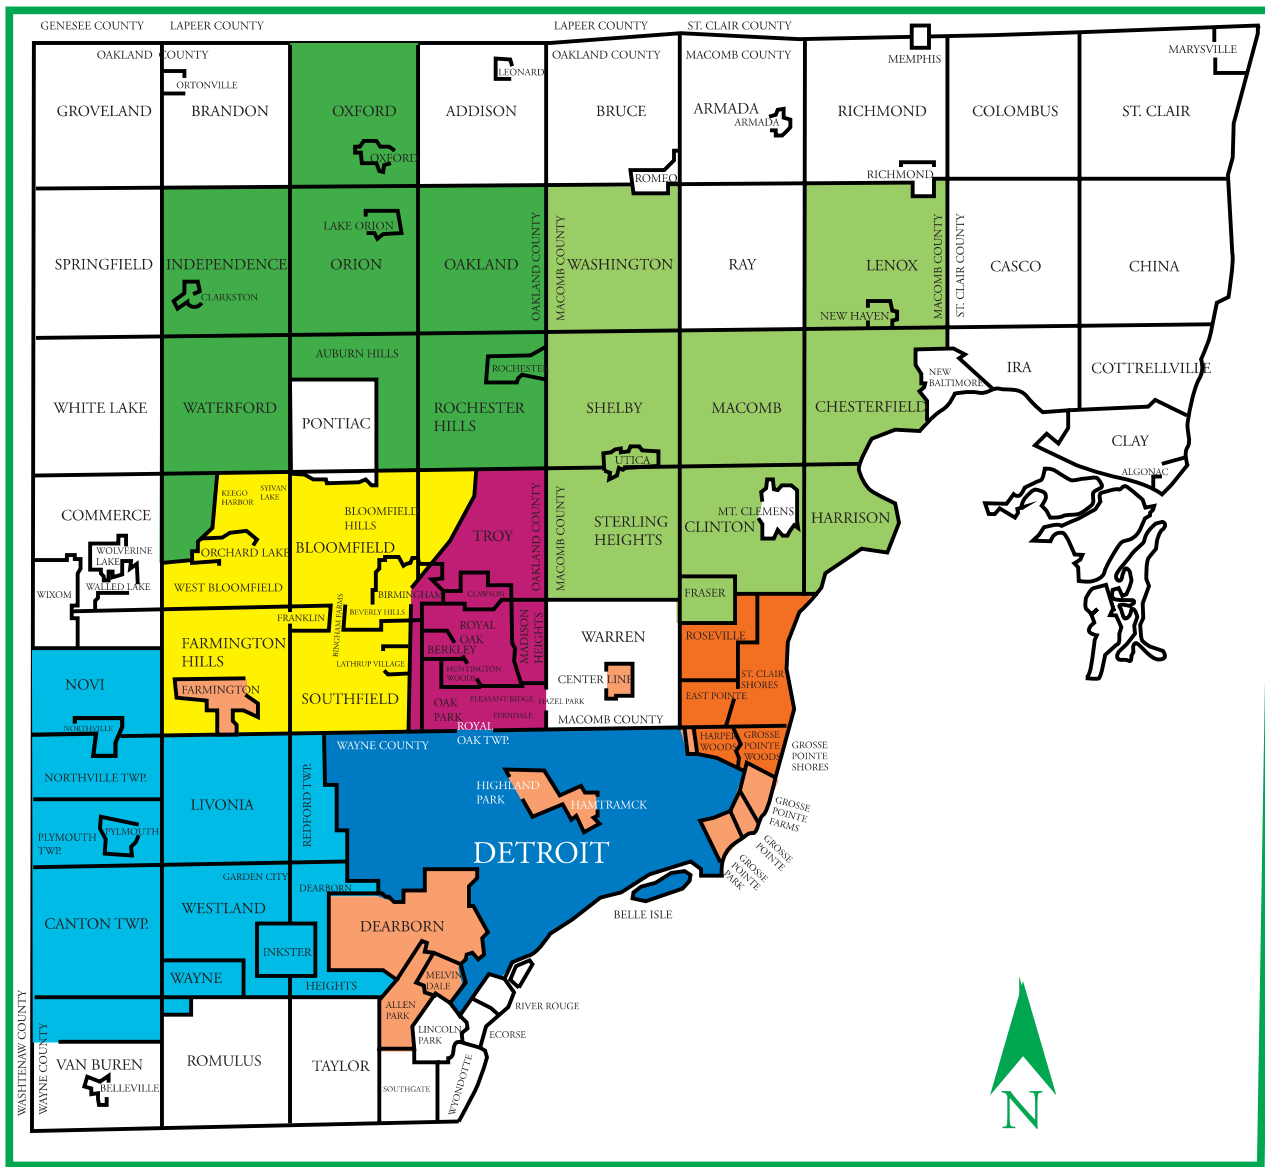 GENESEE COUNTY
LAPEER COUNTY
LAPEER COUNTY
ST. CLAIR COUNTY
OAKLAND COUNTY
OAKLAND COUNTY
MACOMB COUNTY
MEMPHIS
MARYSVILLE
LEONARD
ORTONVILLE
GROVELAND
BRANDON
OXFORD
ADDISON
BRUCE
ARMADA
ARMADA
RICHMOND
COLOMBUS
ST. CLAIR
OXFORD
ROMEO
RICHMOND
LAKE ORION
SPRINGFIELD
INDEPENDENCE
ORION
OAKLAND
OAKLAND COUNTY
MACOMB COUNTY
WASHINGTON
RAY
LENOX
MACOMB COUNTY
ST. CLAIR COUNTY
CASCO
CHINA
CLARKSTON
NEW HAVEN
AUBURN HILLS
ROCHESTER
NEW
BALTIMORE
IRA
COTTRELLVILLE
WHITE LAKE
WATERFORD
PONTIAC
ROCHESTER
HILLS
SHELBY
MACOMB
CHESTERFIELD
CLAY
UTICA
ALGONAC
KEEGO
HARBOR
SYLVAN
LAKE
COMMERCE
BLOOMFIELD
HILLS
TROY
OAKLAND COUNTY
MACOMB COUNTY
STERLING
HEIGHTS
MT. CLEMENS
CLINTON
HARRISON
WOLVERINE
LAKE
ORCHARD LAKE
BLOOMFIELD
WIXOM
WALLED LAKE
WEST BLOOMFIELD
BIRMINGHAM
CLAWSON
FRASER
FRANKLIN
BINGHAM FARMS
BEVERLY HILLS
ROYAL
OAK
MADISON
HEIGHTS
WARREN
ROSEVILLE
FARMINGTON
HILLS
BERKLEY
LATHRUP VILLAGE
HUNTINGTON
WOODS
CENTER LINE
ST. CLAIR
SHORES
NOVI
FARMINGTON
SOUTHFIELD
OAK
PARK
PLEASANT RIDGE
HAZEL PARK
EAST POINTE
FERNDALE
MACOMB COUNTY
NORTHVILLE
ROYAL
OAK TWP.
WAYNE COUNTY
HARPER
WOODS
GROSSE
POINTE
WOODS
GROSSE
POINTE
SHORES
NORTHVILLE TWP.
LIVONIA
REDFORD TWP.
HIGHLAND
PARK
HAMTRAMCK
GROSSE
POINTE
FARMS
PLYMOUTH
TWP.
PYLMOUTH
DETROIT
GROSSE
POINTE
GROSSE
POINTE
PARK
GARDEN CITY
DEARBORN
WESTLAND
BELLE ISLE
CANTON TWP.
DEARBORN
INKSTER
WAYNE
HEIGHTS
MELVIN
DALE
ALLEN
PARK
RIVER ROUGE
WASHTENAW COUNTY
WAYNE COUNTY
LINCOLN
PARK
ECORSE
VAN BUREN
ROMULUS
TAYLOR
BELLEVILLE
SOUTHGATE
WYONDOTTE
N